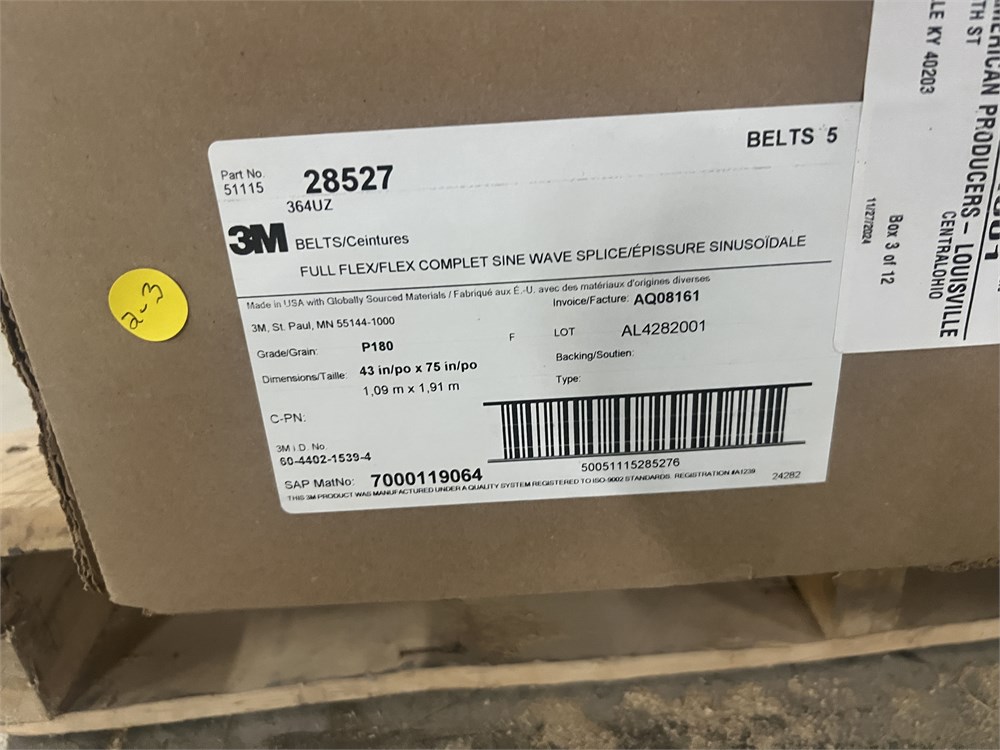 BELTS 5
Part No.
51115
28527
364UZ
3M
BELTS/Ceintures
FULL FLEX/FLEX COMPLET SINE WAVE SPLICE/ÉPISSURE SINUSOÏDALE
Made in USA with Globally Sourced Materials / Fabriqué aux É.-U. avec des matériaux d'origines diverses
3M, St. Paul, MN 55144-1000
Invoice/Facture: AQ08161
F
LOT AL4282001
Grade/Grain: P180
Backing/Soutien:
Dimensions/Taille: 43 in/po x 75 in/po
1,09 m x 1,91 m
Type:
C-PN:
3M I.D. No.
60-4402-1539-4
SAP MatNo: 7000119064
50051115285276
THIS 3M PRODUCT WAS MANUFACTURED UNDER A QUALITY SYSTEM REGISTERED TO ISO-9002 STANDARDS. REGISTRATION #A1239
24282
2-3
MERICAN PRODUCERS – LOUISVILLE
TH ST
CENTRALOHIO
LE KY 40203
Box 3 of 12
11/27/2024